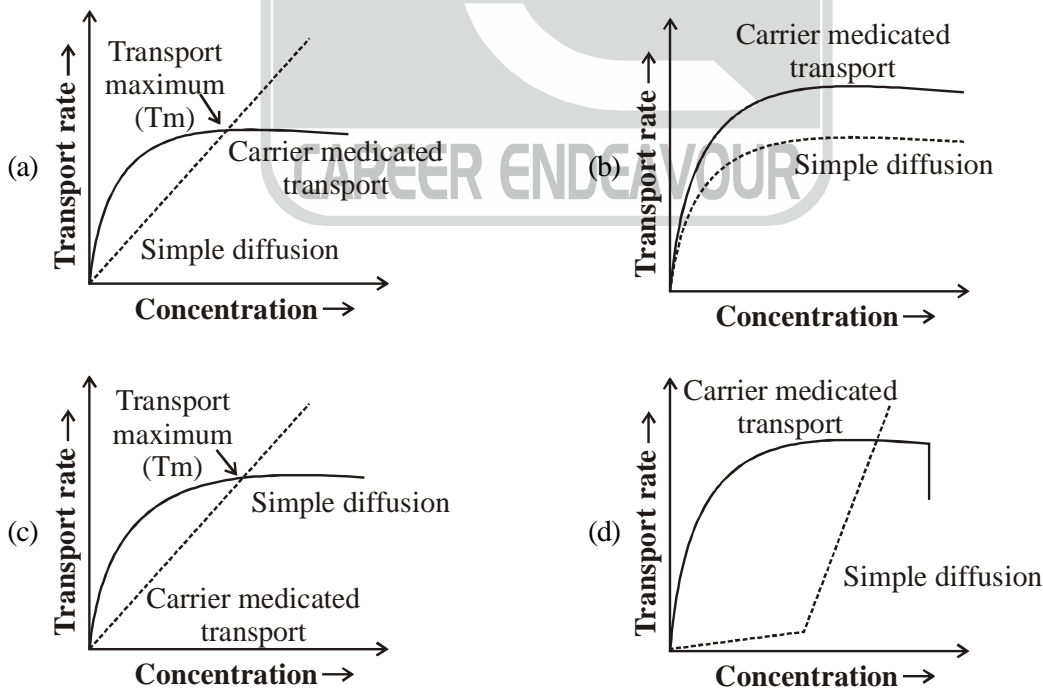 Transport
maximum
(Tm)
Carrier medicated
transport
(a)
Transport rate →
Simple diffusion
Concentration →
Carrier medicated
transport
(b)
Transport rate →
Simple diffusion
Concentration →
CAREER ENDEAVOUR
Transport
maximum
(Tm)
Simple diffusion
(c)
Transport rate →
Carrier medicated
transport
Concentration →
Carrier medicated
transport
(d)
Transport rate →
Simple diffusion
Concentration →